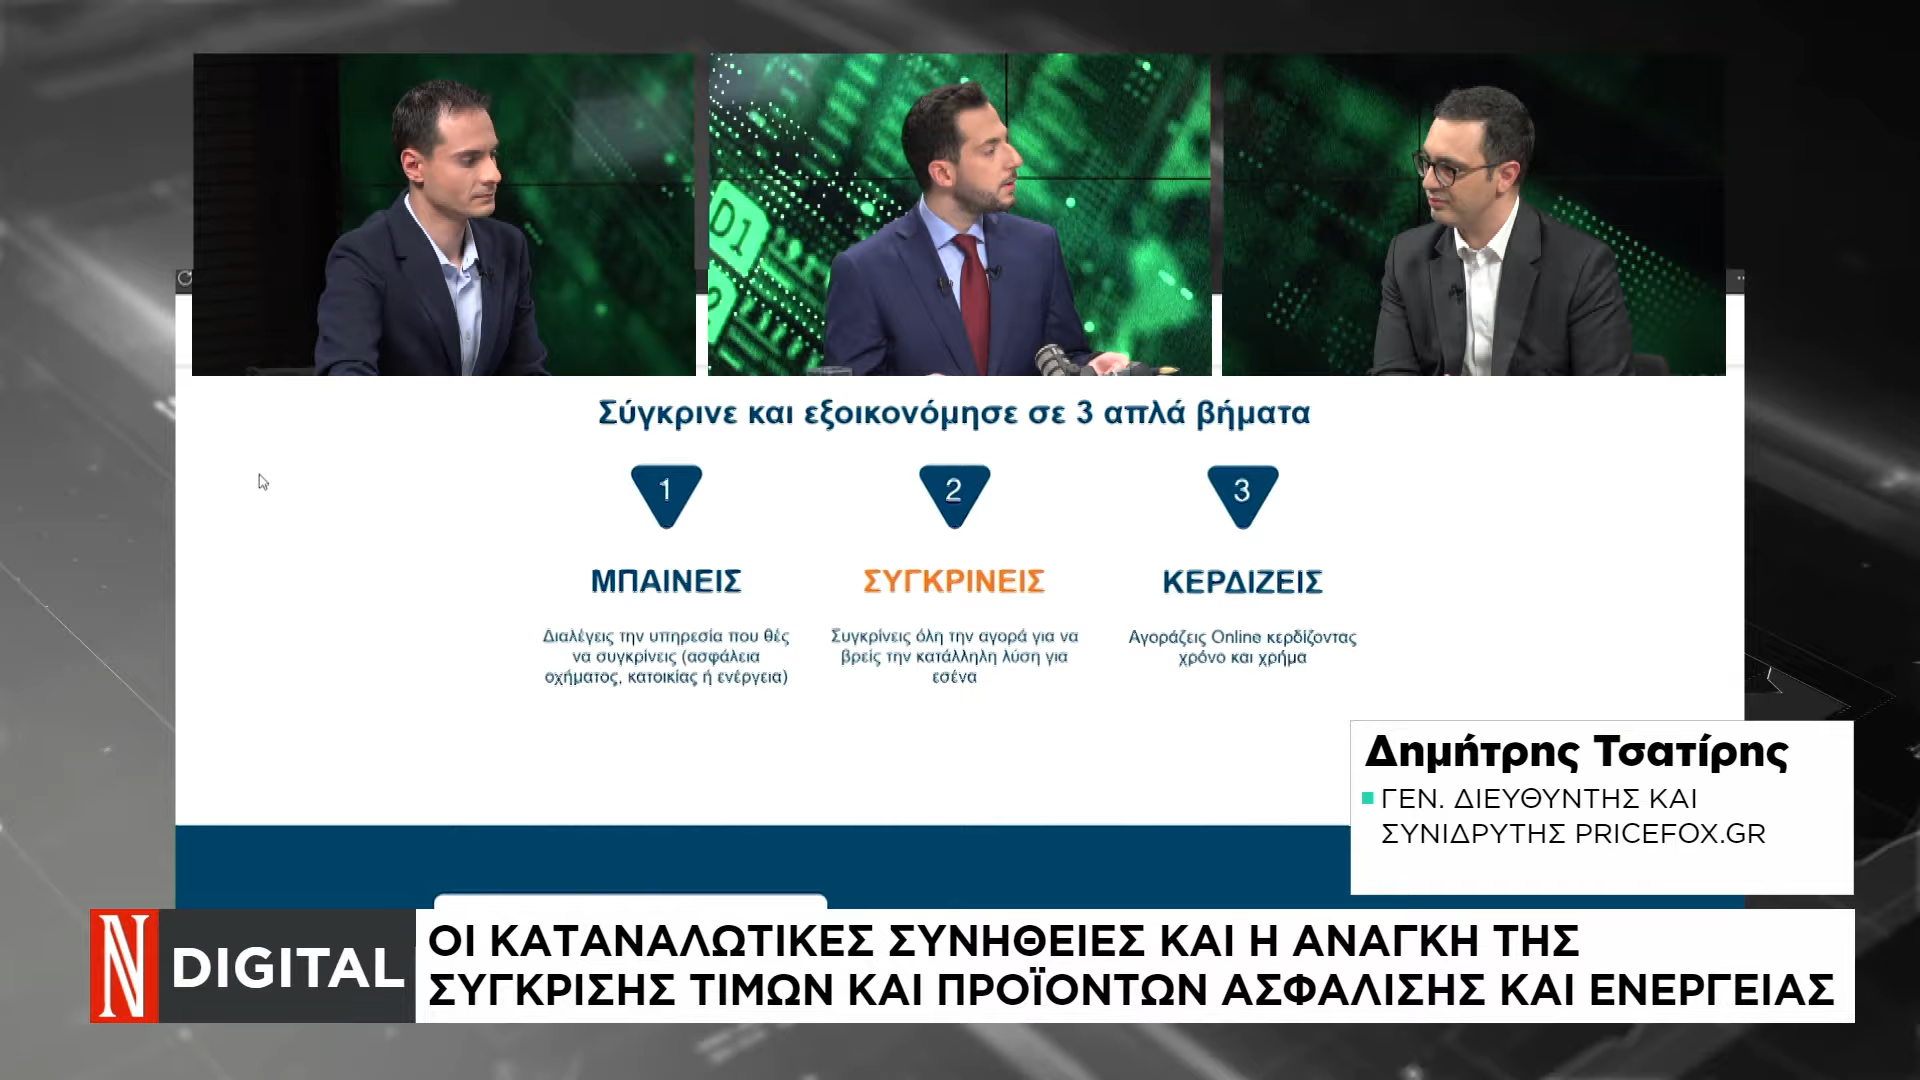 D1
2
Σύγκρινε και εξοικονόμησε σε 3 απλά βήματα
1
2
3
ΜΠΑΙΝΕΙΣ
ΣΥΓΚΡΙΝΕΙΣ
ΚΕΡΔΙΖΕΙΣ
Διαλέγεις την υπηρεσία που θές
να συγκρίνεις (ασφάλεια
οχήματος, κατοικίας ή ενέργεια)
Συγκρίνεις όλη την αγορά για να
βρείς την κατάλληλη λύση για
εσένα
Αγοράζεις Online κερδίζοντας
χρόνο και χρήμα
Δημήτρης Τσατίρης
ΓΕΝ. ΔΙΕΥΘΥΝΤΗΣ ΚΑΙ
ΣΥΝΙΔΡΥΤΗΣ PRICEFOX.GR
N DIGITAL
ΟΙ ΚΑΤΑΝΑΛΩΤΙΚΕΣ ΣΥΝΗΘΕΙΕΣ ΚΑΙ Η ΑΝΑΓΚΗ ΤΗΣ
ΣΥΓΚΡΙΣΗΣ ΤΙΜΩΝ ΚΑΙ ΠΡΟΪΟΝΤΩΝ ΑΣΦΑΛΙΣΗΣ ΚΑΙ ΕΝΕΡΓΕΙΑΣ